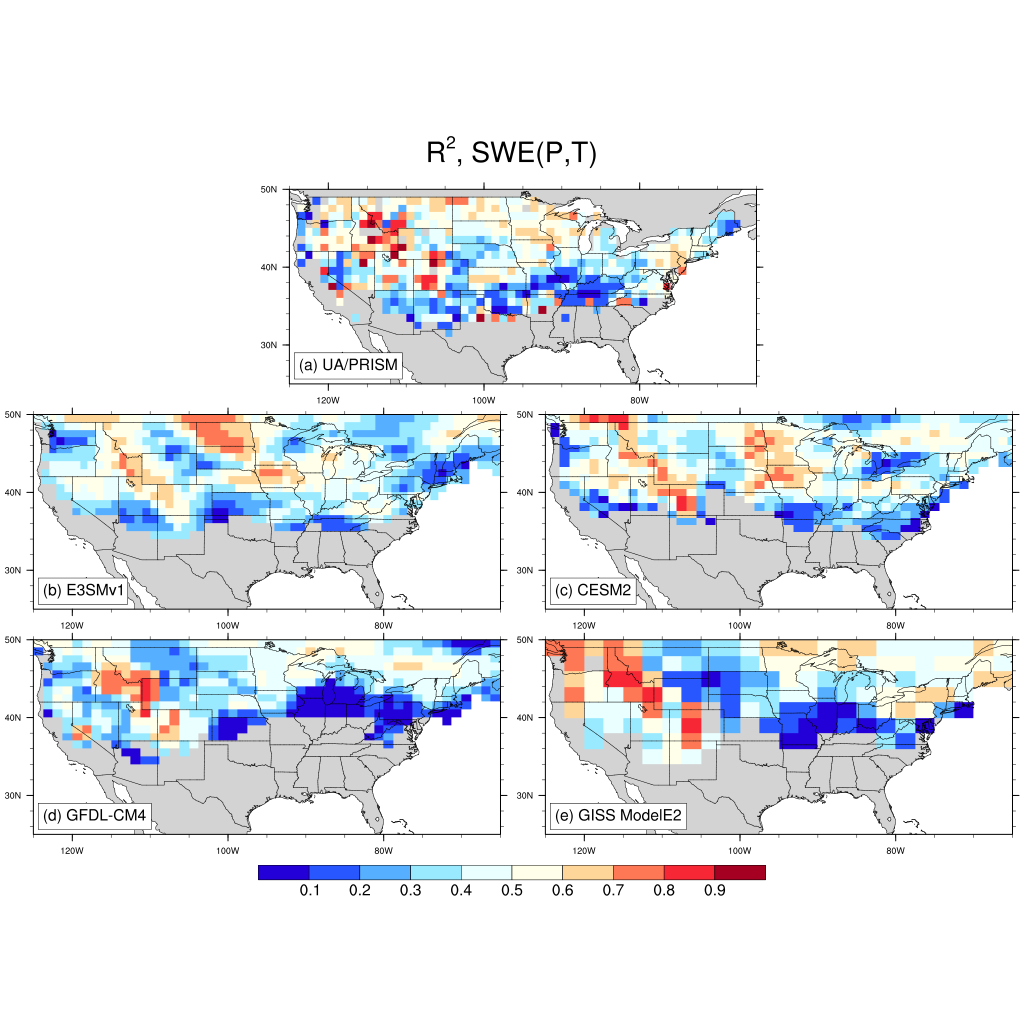 R², SWE(P,T)
50N
40N
30N
(a) UA/PRISM
120W 100W 80W
50N 50N
40N 40N
30N 30N
(b) E3SMv1 (c) CESM2
120W 100W 80W 120W 100W 80W
50N 50N
40N 40N
30N 30N
(d) GFDL-CM4 (e) GISS ModelE2
120W 100W 80W 120W 100W 80W
0.1 0.2 0.3 0.4 0.5 0.6 0.7 0.8 0.9